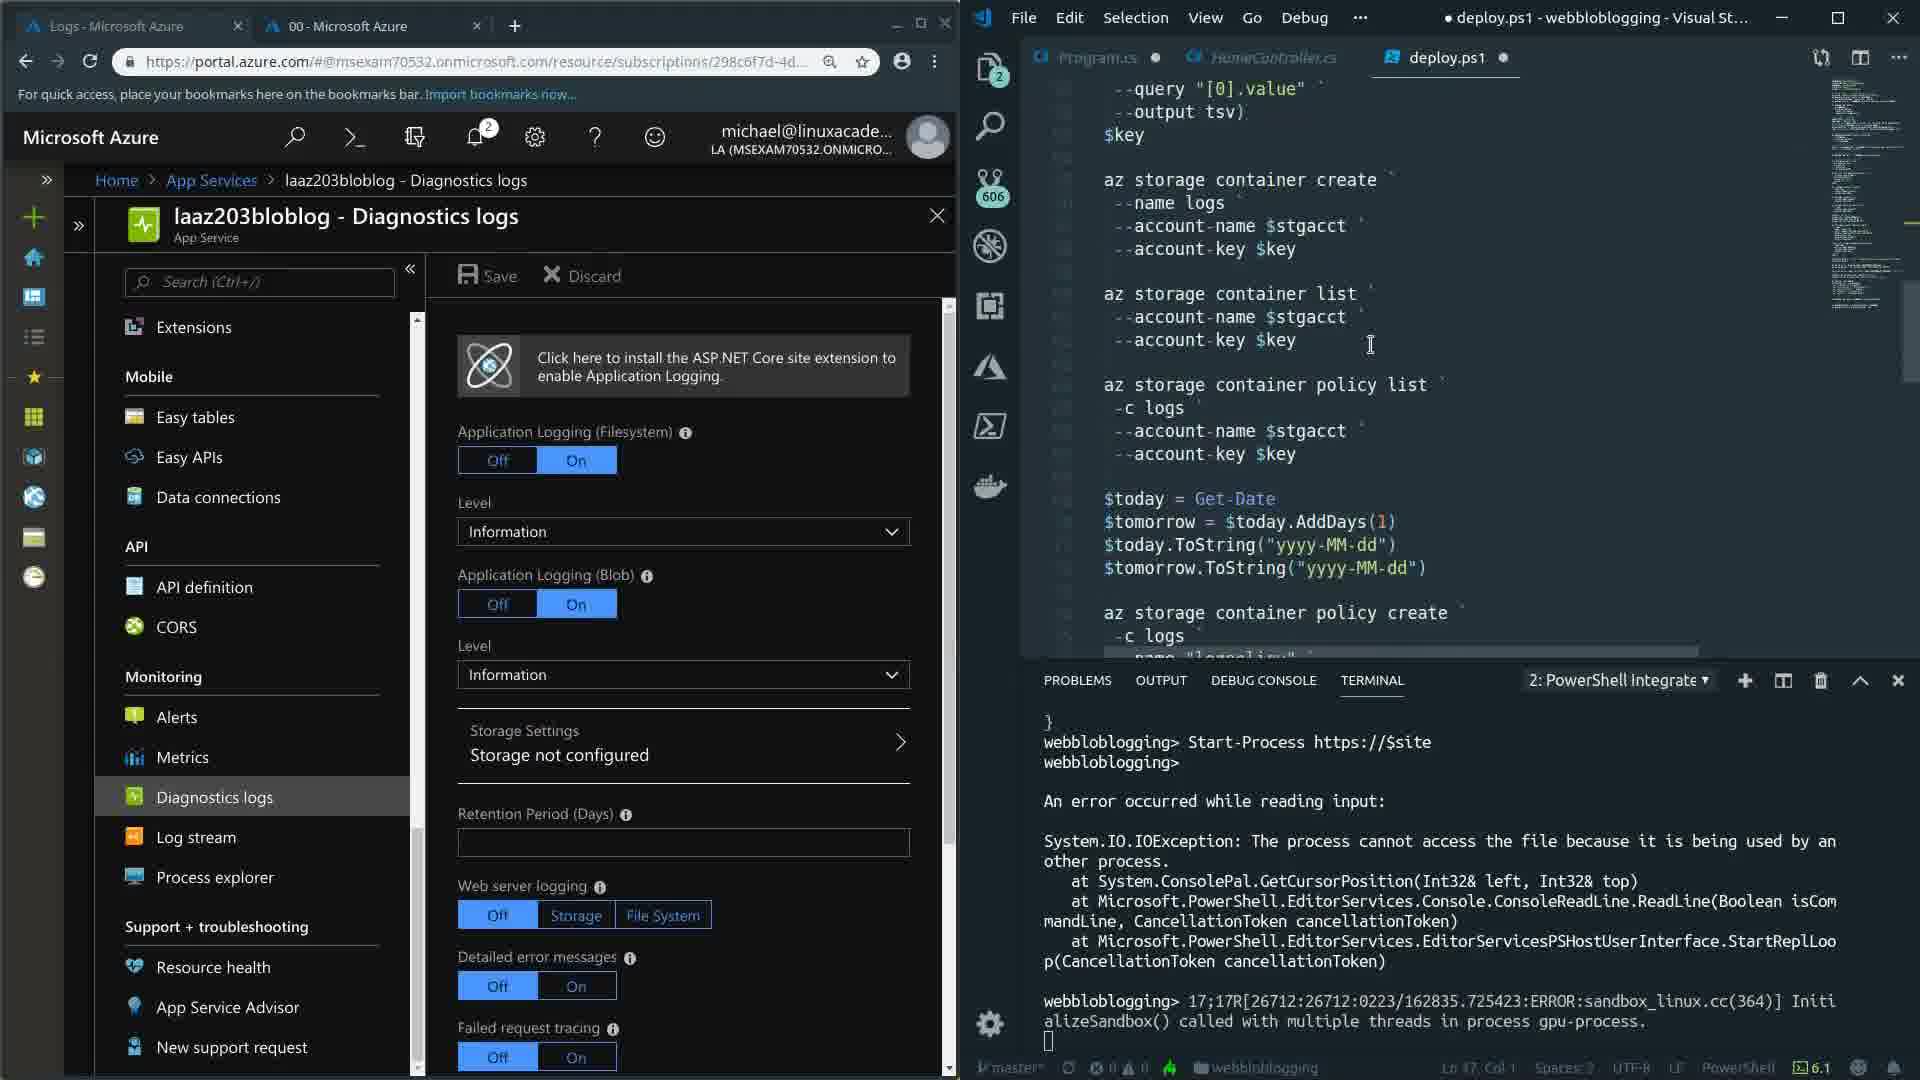 Logs - Microsoft Azure
00 - Microsoft Azure
https://portal.azure.com/#@msexam70532.onmicrosoft.com/resource/subscriptions/298c6f7d-4d...
For quick access, place your bookmarks here on the bookmarks bar. Import bookmarks now...
Microsoft Azure
2
michael@linuxacade...
LA (MSEXAM70532.ONMICRO...
Home > App Services > laaz203bloblog - Diagnostics logs
laaz203bloblog - Diagnostics logs
App Service
Search (Ctrl+/)
Extensions
Mobile
Easy tables
Easy APIs
Data connections
API
API definition
CORS
Monitoring
Alerts
Metrics
Diagnostics logs
Log stream
Process explorer
Support + troubleshooting
Resource health
App Service Advisor
New support request
Save Discard
Click here to install the ASP.NET Core site extension to
enable Application Logging.
Application Logging (Filesystem)
Off On
Level
Information
Application Logging (Blob)
Off On
Level
Information
Storage Settings
Storage not configured
Retention Period (Days)
Web server logging
Off Storage File System
Detailed error messages
Off On
Failed request tracing
Off On
File Edit Selection View Go Debug ··· ● deploy.ps1 - webbloblogging - Visual St...
Program.cs HomeController.cs deploy.ps1
2
606
--query "[0].value" `
--output tsv)
$key
az storage container create `
--name logs `
--account-name $stgacct `
--account-key $key
az storage container list `
--account-name $stgacct `
--account-key $key
az storage container policy list `
-c logs `
--account-name $stgacct `
--account-key $key
$today = Get-Date
$tomorrow = $today.AddDays(1)
$today.ToString("yyyy-MM-dd")
$tomorrow.ToString("yyyy-MM-dd")
az storage container policy create `
-c logs `
PROBLEMS OUTPUT DEBUG CONSOLE TERMINAL 2: PowerShell Integrate
}
webbloblogging> Start-Process https://$site
webbloblogging>
An error occurred while reading input:
System.IO.IOException: The process cannot access the file because it is being used by an
other process.
at System.ConsolePal.GetCursorPosition(Int32& left, Int32& top)
at Microsoft.PowerShell.EditorServices.Console.ConsoleReadLine.ReadLine(Boolean isCom
mandLine, CancellationToken cancellationToken)
at Microsoft.PowerShell.EditorServices.EditorServicesPSHostUserInterface.StartReplLoo
p(CancellationToken cancellationToken)
webbloblogging> 17;17R[26712:26712:0223/162835.725423:ERROR:sandbox_linux.cc(364)] Initi
alizeSandbox() called with multiple threads in process gpu-process.
master* 0 0 webbloblogging Ln 37, Col 1 Spaces: 2 UTF-8 LF PowerShell 6.1